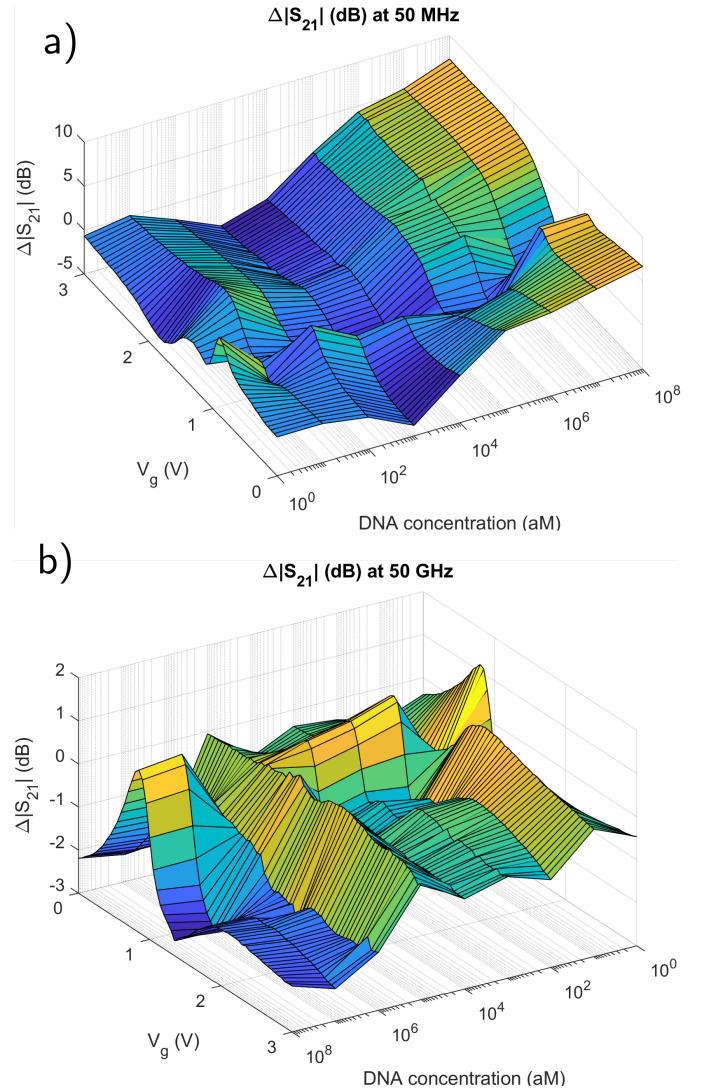 a)
Δ|S21| (dB) at 50 MHz
10
5
0
-5
Δ|S21| (dB)
3
2
1
0
Vg (V)
10^0
10^2
10^4
10^6
10^8
DNA concentration (aM)
b)
Δ|S21| (dB) at 50 GHz
2
1
0
-1
-2
-3
Δ|S21| (dB)
0
1
2
3
Vg (V)
10^8
10^6
10^4
10^2
10^0
DNA concentration (aM)